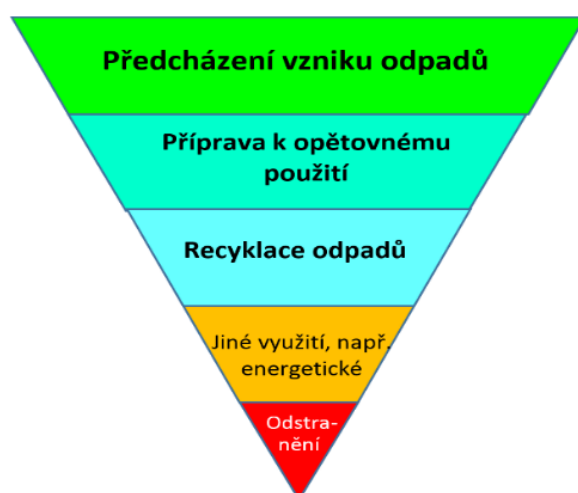 Předcházení vzniku odpadů
Příprava k opětovnému
použití
Recyklace odpadů
Jiné využití, např.
energetické
Odstra-
nění